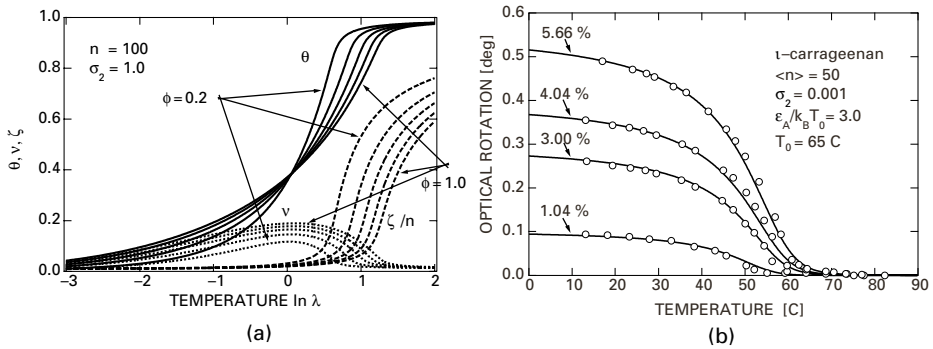 1.0
0.8
0.6
0.4
0.2
0.0
θ, ν, ζ
n = 100
σ2 = 1.0
θ
ϕ = 0.2
ϕ = 1.0
ν
ζ /n
−3
−2
−1
0
1
2
TEMPERATURE ln λ
(a)
0.6
0.5
0.4
0.3
0.2
0.1
0.0
OPTICAL ROTATION [deg]
5.66 %
4.04 %
3.00 %
1.04 %
ι–carrageenan
<n> = 50
σ2 = 0.001
εA/kBT0 = 3.0
T0 = 65 C
0
10
20
30
40
50
60
70
80
90
TEMPERATURE [C]
(b)